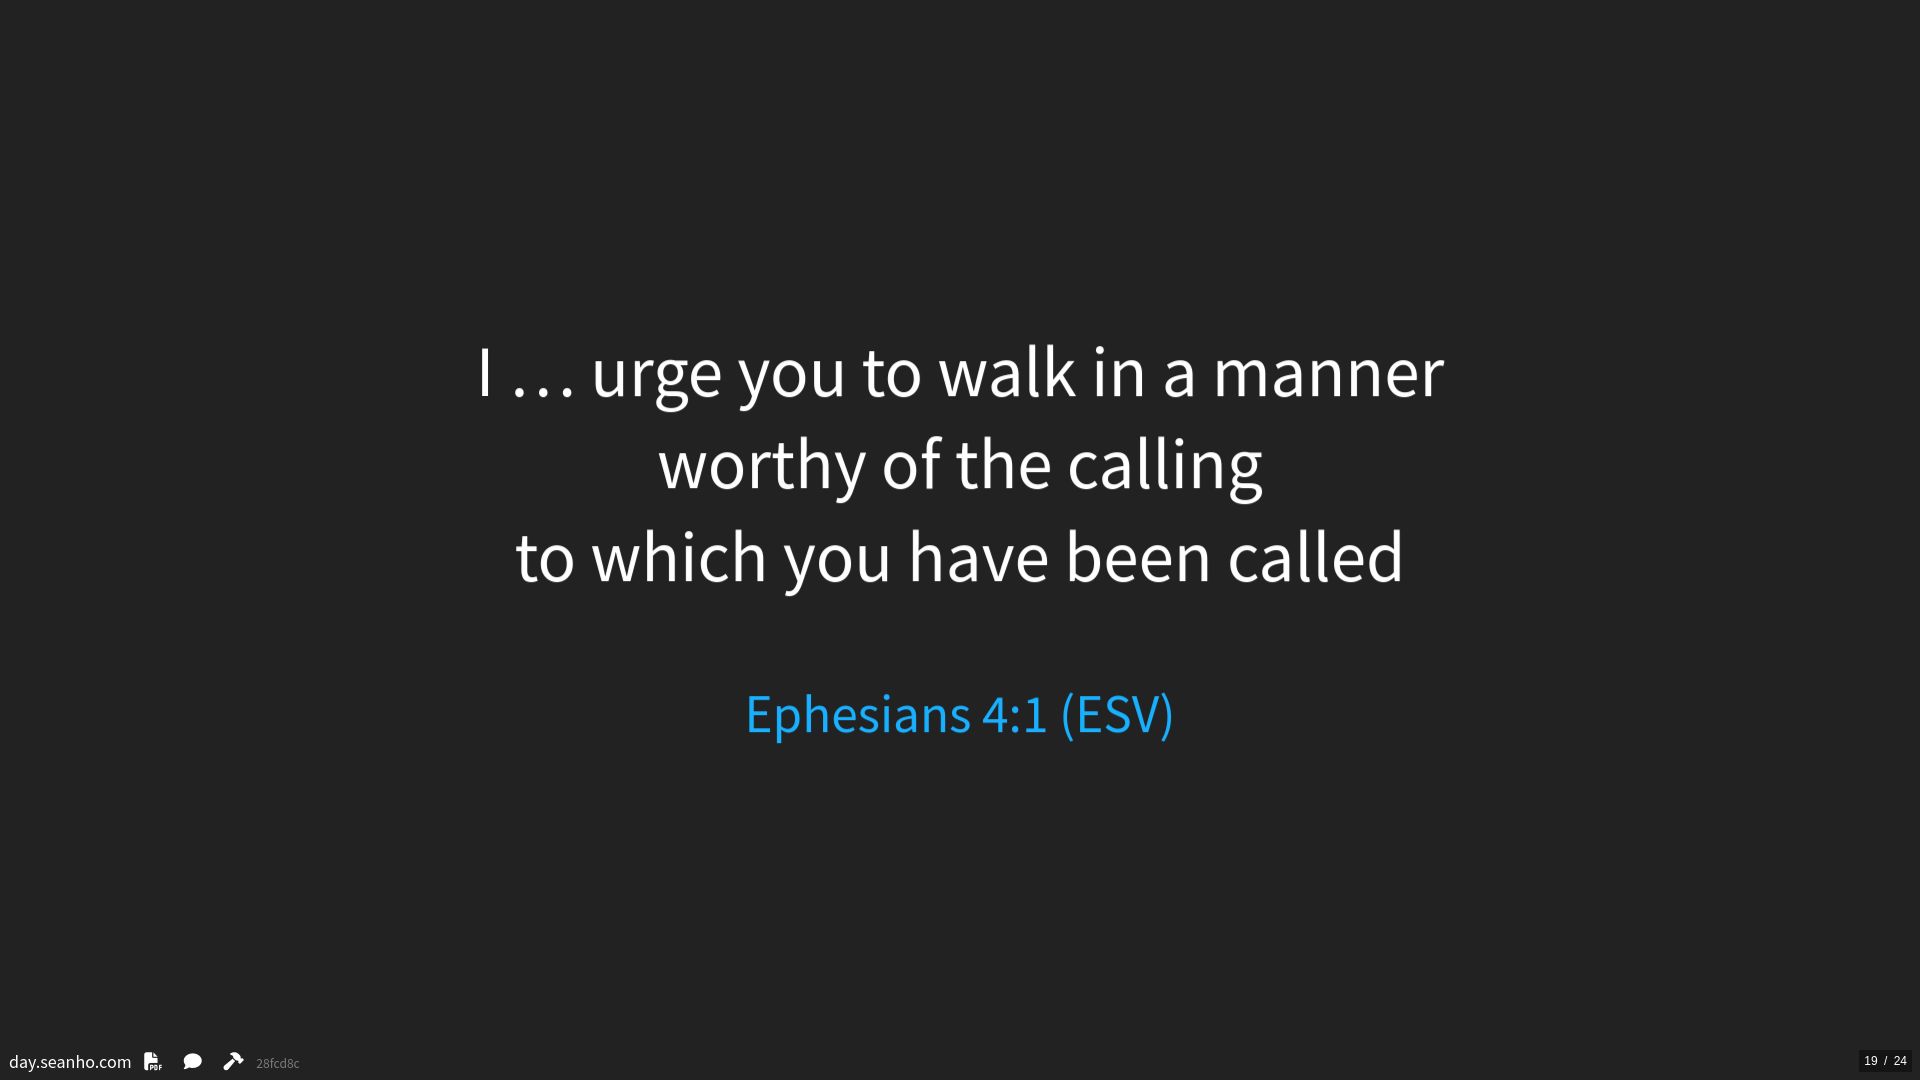 I … urge you to walk in a manner
worthy of the calling
to which you have been called
Ephesians 4:1 (ESV)
day.seanho.com PDF 28fcd8c
19 / 24